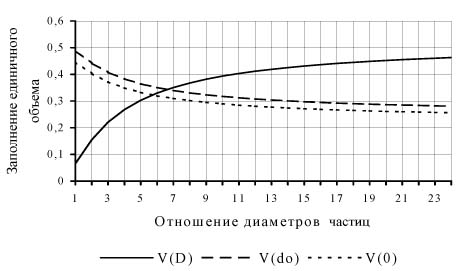 Заполнение единичного
объема
0,6
0,5
0,4
0,3
0,2
0,1
0
1 3 5 7 9 11 13 15 17 19 21 23
Отношение диаметров частиц
V(D) V(do) V(0)